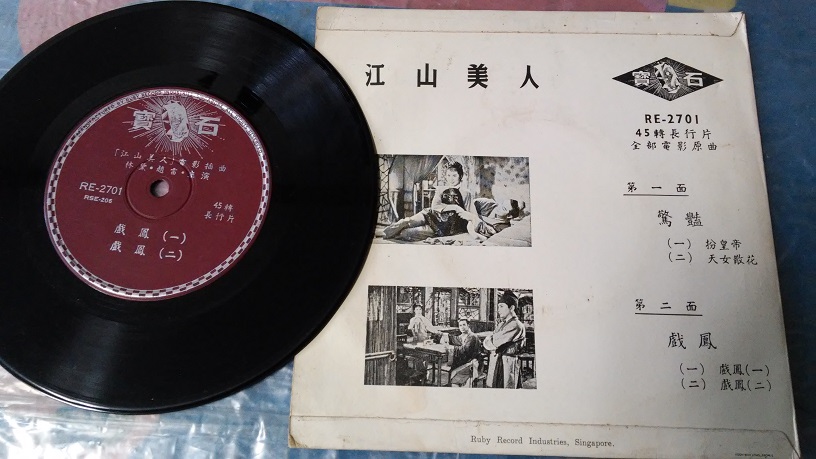 寶石
「江山美人」電影插曲
林黛・趙雷・主演
RE-2701
RSE-206
45轉
長行片
戲鳳 (一)
戲鳳 (二)
江山美人
寶石
RE-2701
45轉長行片
全部電影原曲
第一面
驚豔
(一) 扮皇帝
(二) 天女散花
第二面
戲鳳
(一) 戲鳳(一)
(二) 戲鳳(二)
Ruby Record Industries, Singapore.